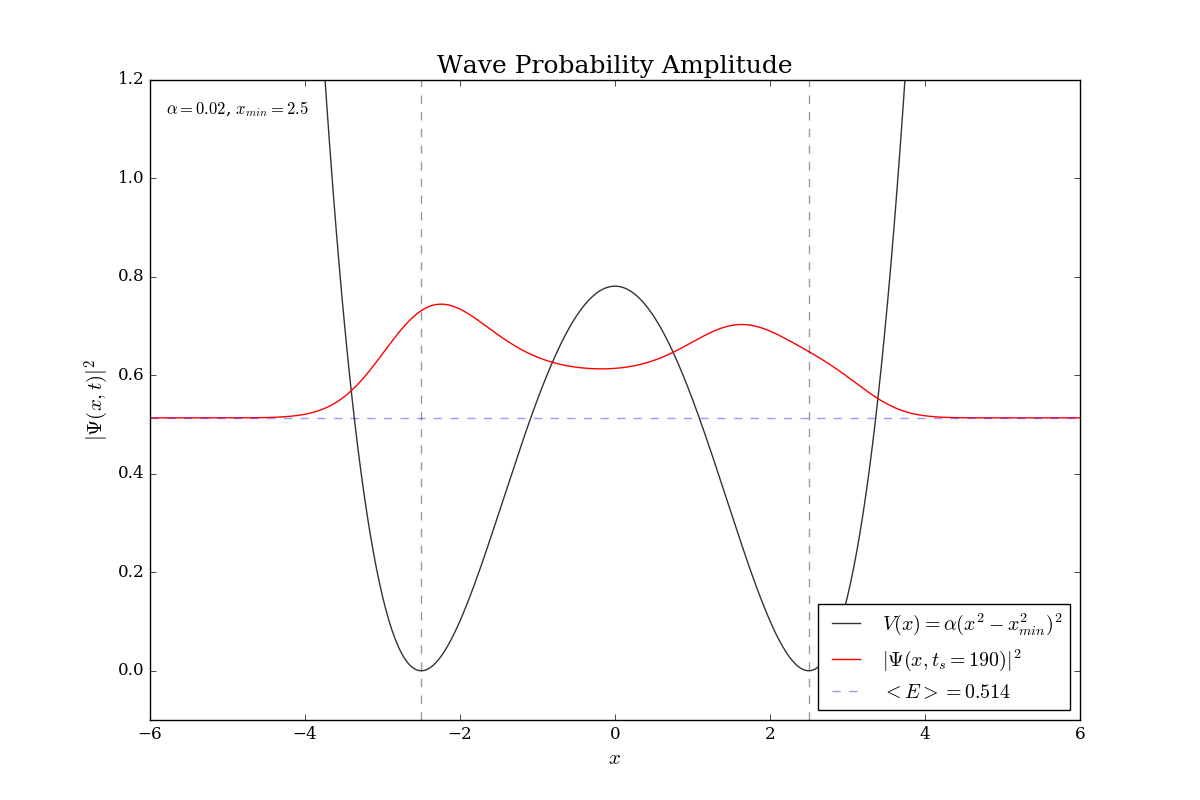 Wave Probability Amplitude
α = 0.02, x_min = 2.5
|Ψ(x, t)|²
1.2
1.0
0.8
0.6
0.4
0.2
0.0
V(x) = α(x² − x²_min)²
|Ψ(x, t_s = 190)|²
< E > = 0.514
−6 −4 −2 0 2 4 6
x